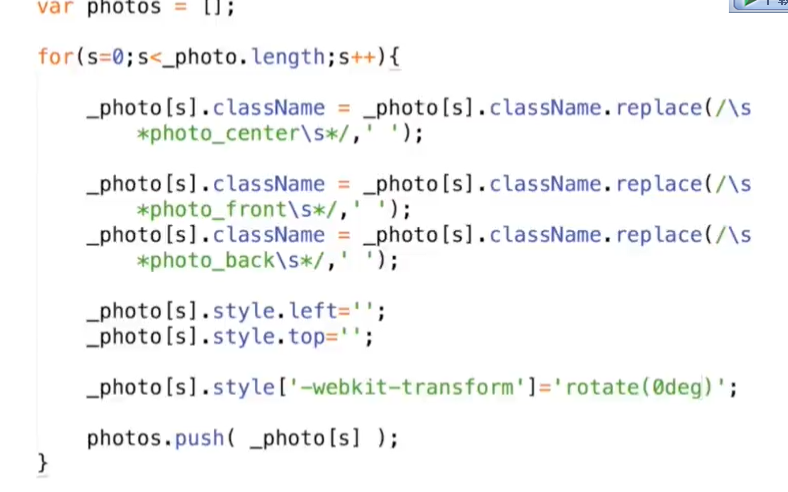 var photos = [];
for(s=0;s<_photo.length;s++){
_photo[s].className = _photo[s].className.replace(/\s
*photo_center\s*/,' ');
_photo[s].className = _photo[s].className.replace(/\s
*photo_front\s*/,' ');
_photo[s].className = _photo[s].className.replace(/\s
*photo_back\s*/,' ');
_photo[s].style.left='';
_photo[s].style.top='';
_photo[s].style['-webkit-transform']='rotate(0deg)';
photos.push( _photo[s] );
}